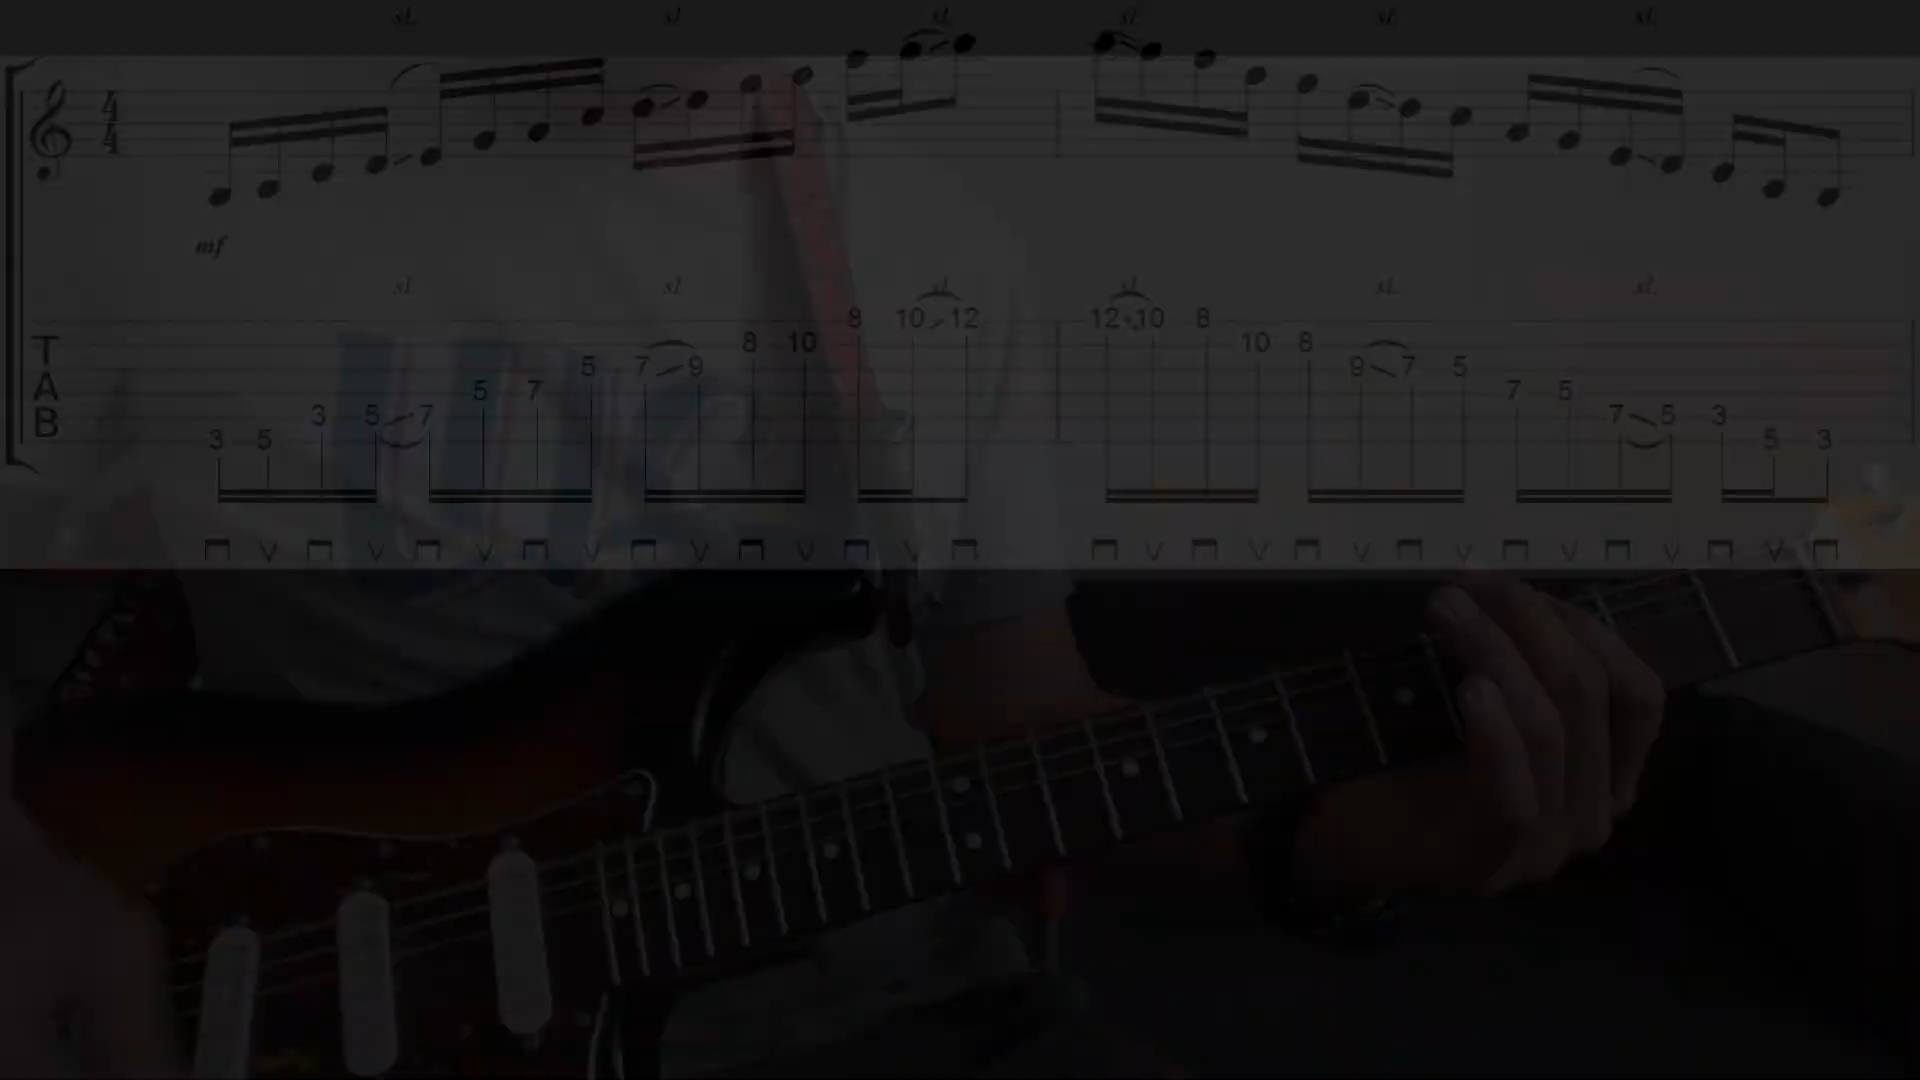 sl. sl. sl. sl. sl. sl.
4
4
mf
sl. sl. sl. sl. sl. sl.
8 10 12 12 10 8
8 10 10 8
5 7 9 9 7 5
T
5 7 7 5
A
3 5 7 7 5 3
B
3 5 5 3